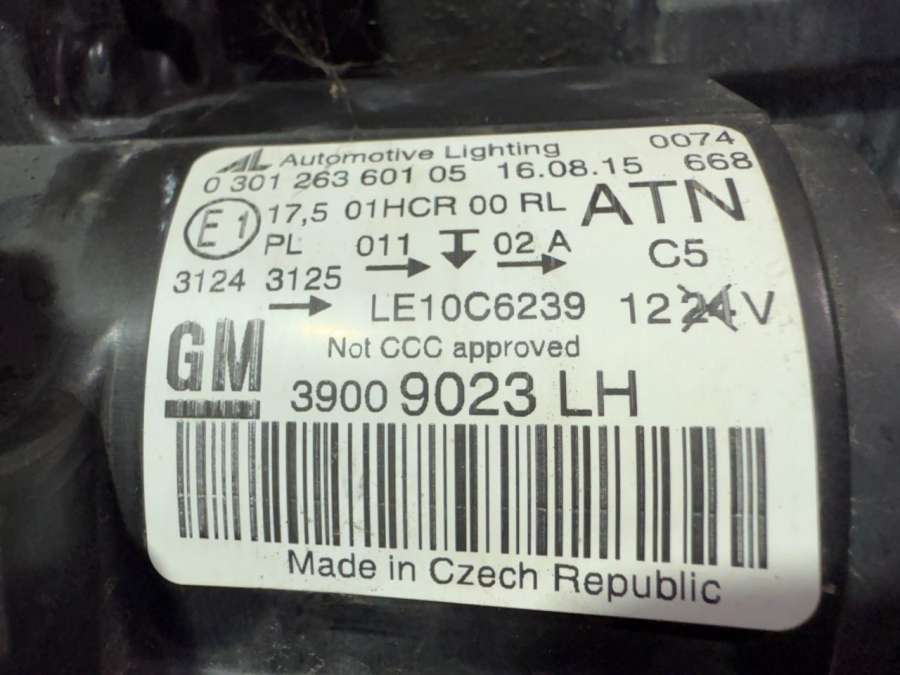 AL Automotive Lighting 0074
0 301 263 601 05 16.08.15 668
E1 17,5 01HCR 00 RL ATN
PL 011 02 A C5
3124 3125 LE10C6239 12 24 V
Not CCC approved
GM 3900 9023 LH
Made in Czech Republic